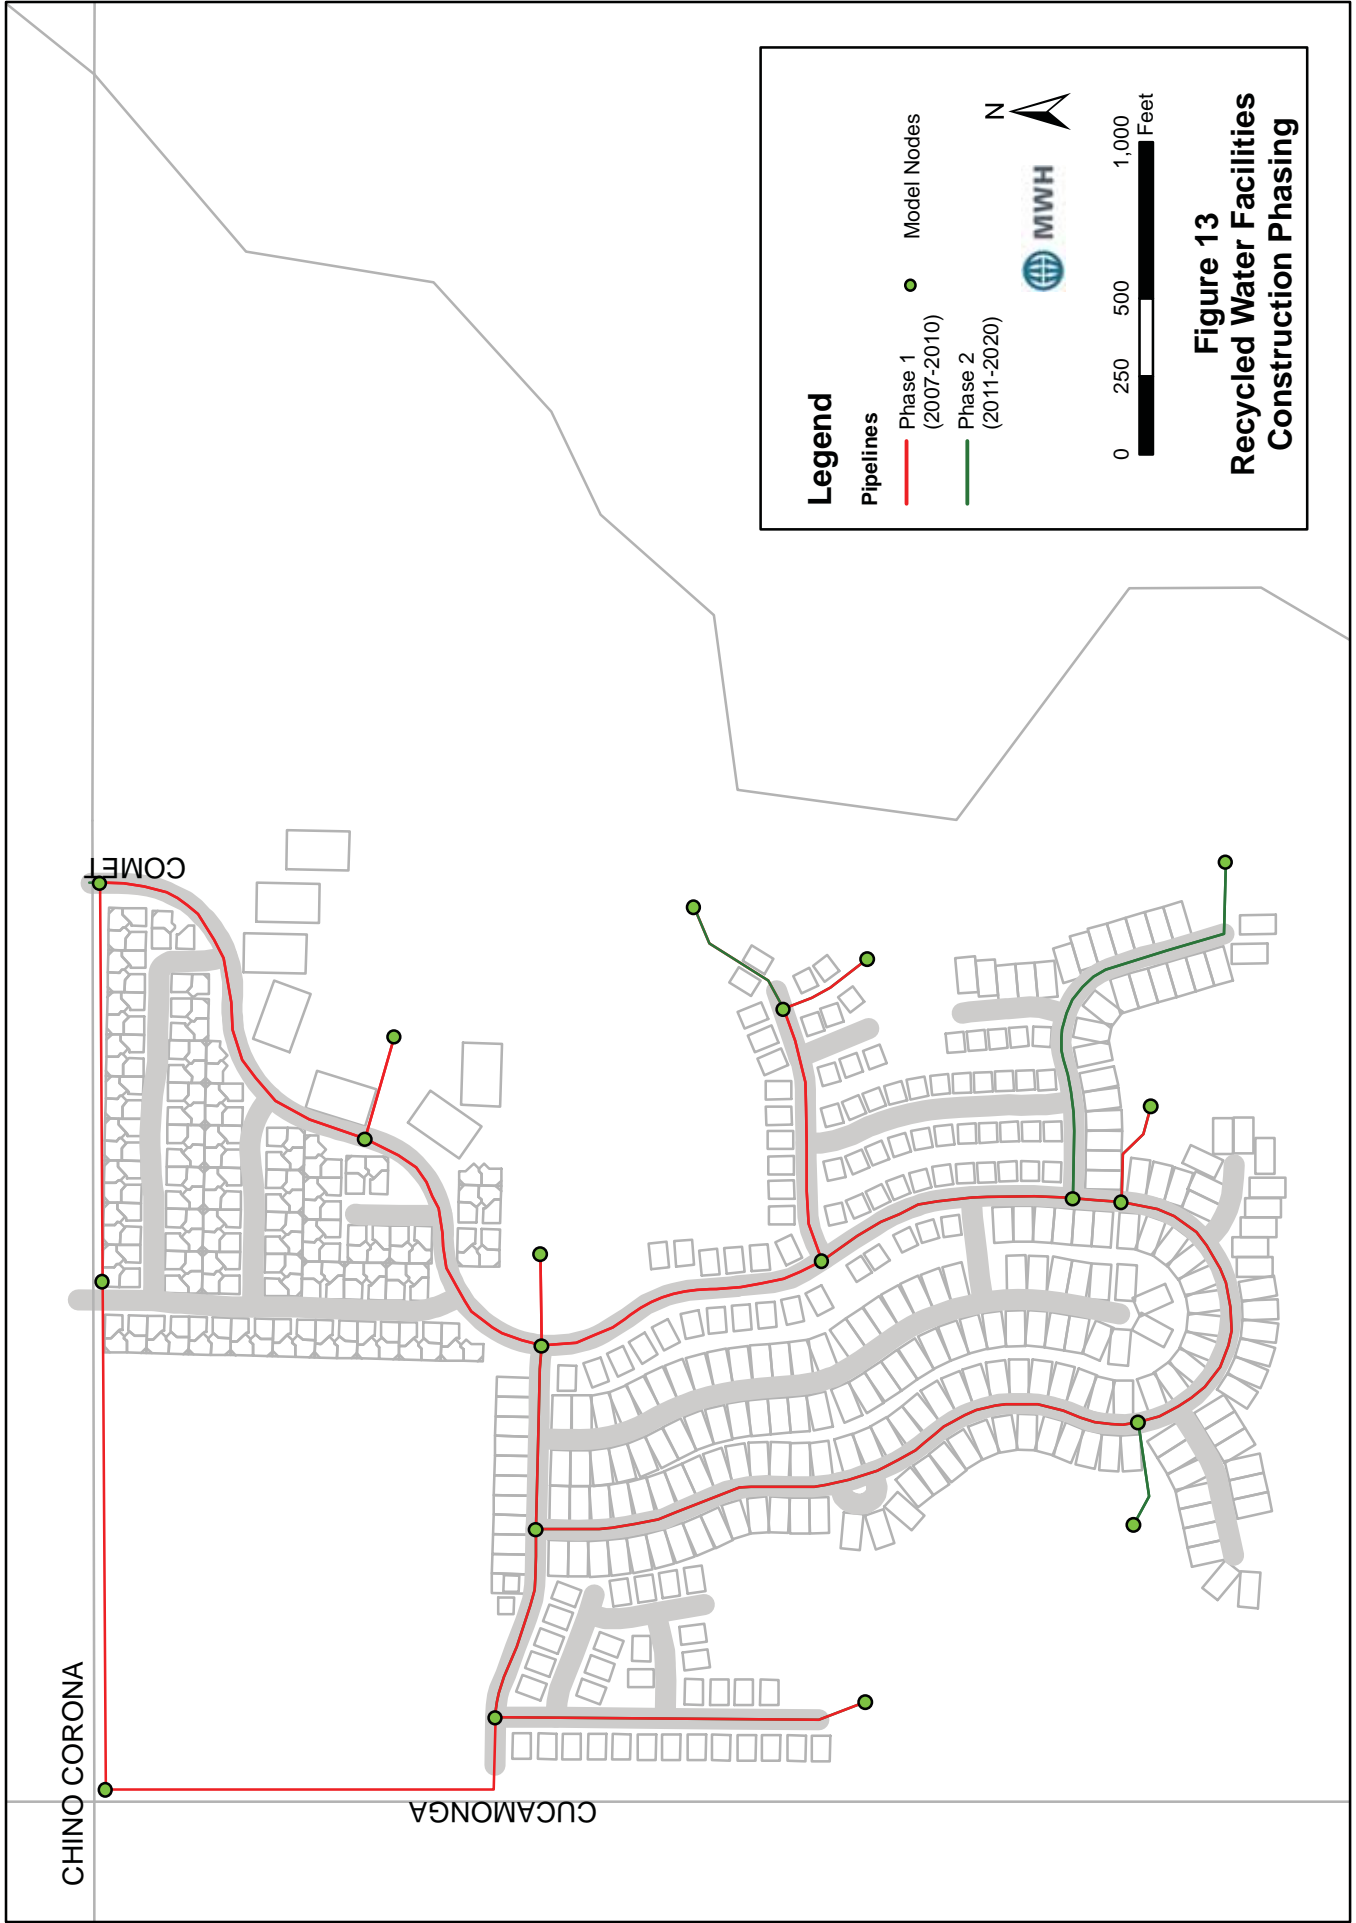 CHINO CORONA
COMET
CUCAMONGA
Legend
Pipelines
Phase 1
(2007-2010)
Phase 2
(2011-2020)
Model Nodes
N
MWH
0 250 500 1,000
Feet
Figure 13
Recycled Water Facilities
Construction Phasing